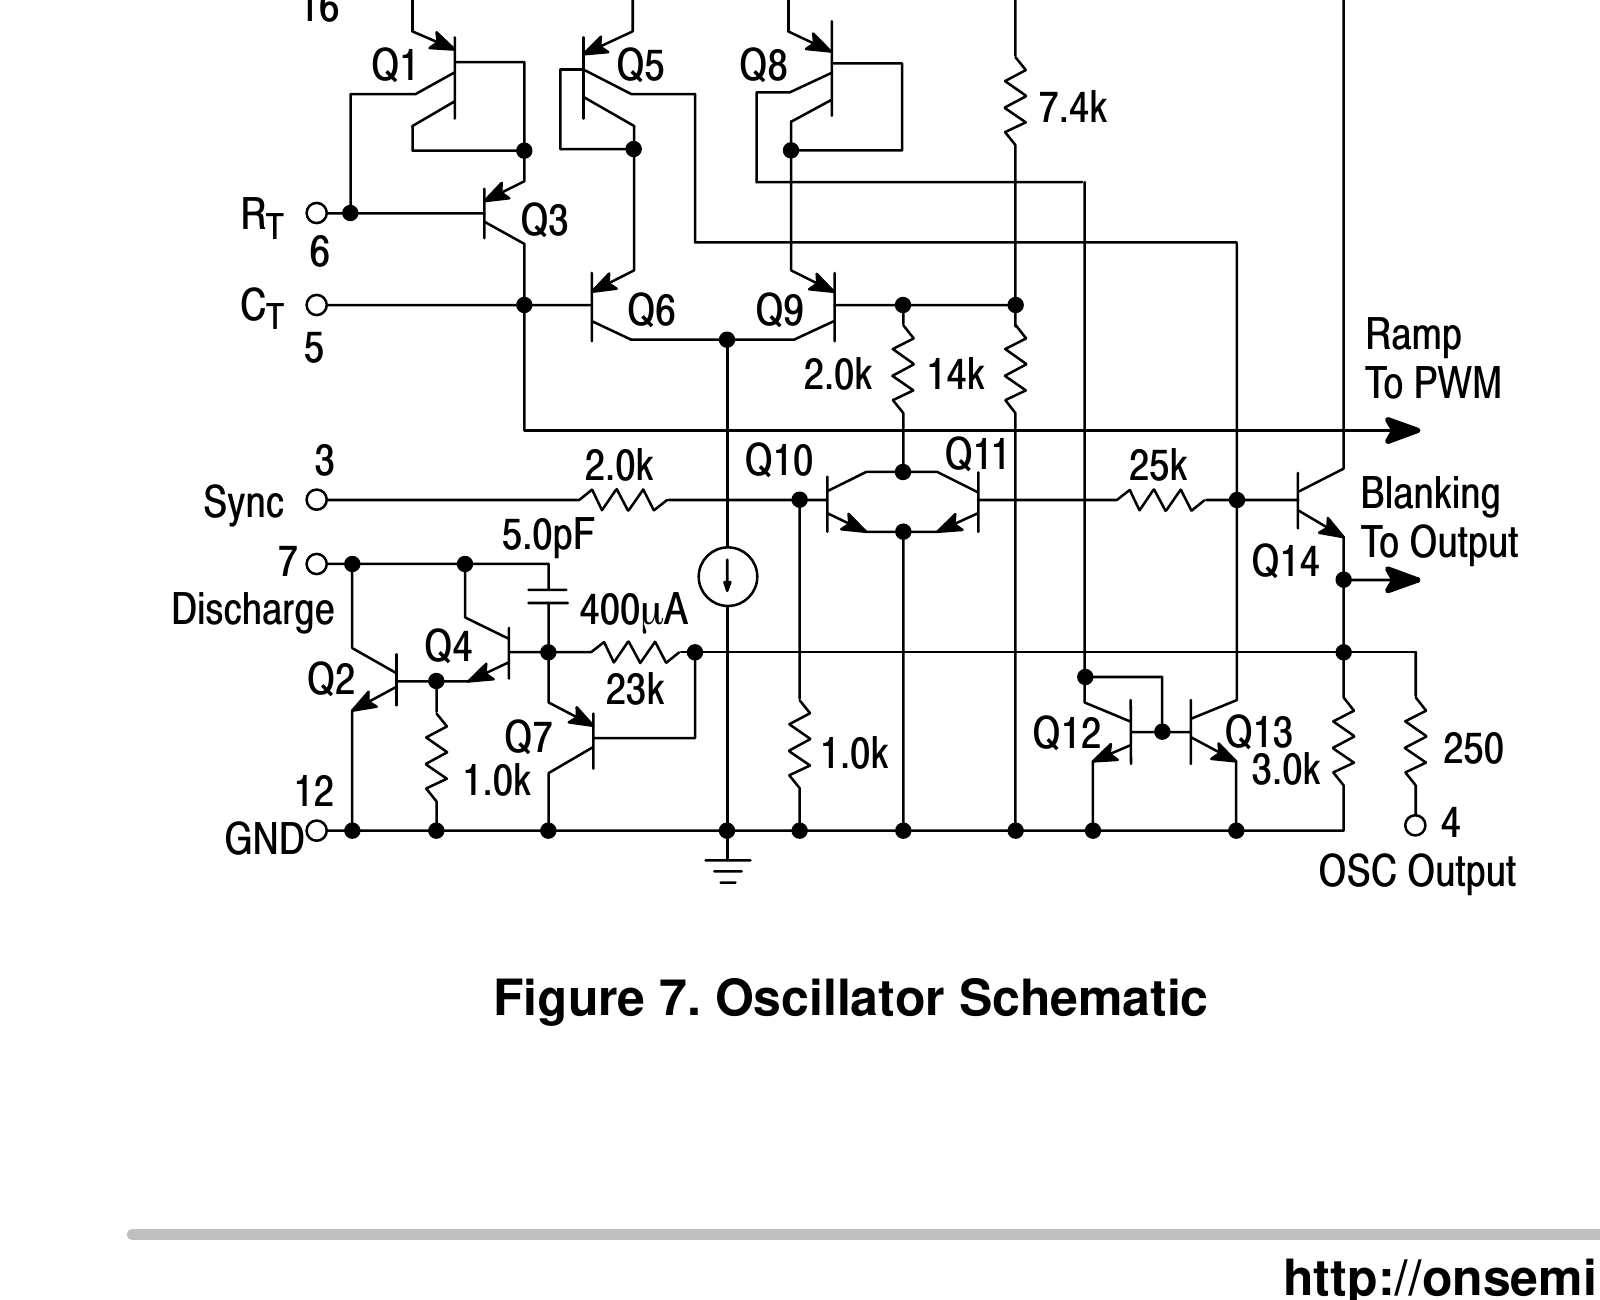 16
Q1
Q5
Q8
7.4k
RT
6
Q3
CT
5
Q6
Q9
2.0k
14k
Ramp
To PWM
3
Sync
2.0k
Q10
Q11
25k
Blanking
To Output
Q14
5.0pF
7
Discharge
400µA
Q4
Q2
23k
Q7
1.0k
1.0k
Q12
Q13
3.0k
250
12
GND
4
OSC Output
Figure 7. Oscillator Schematic
http://onsemi